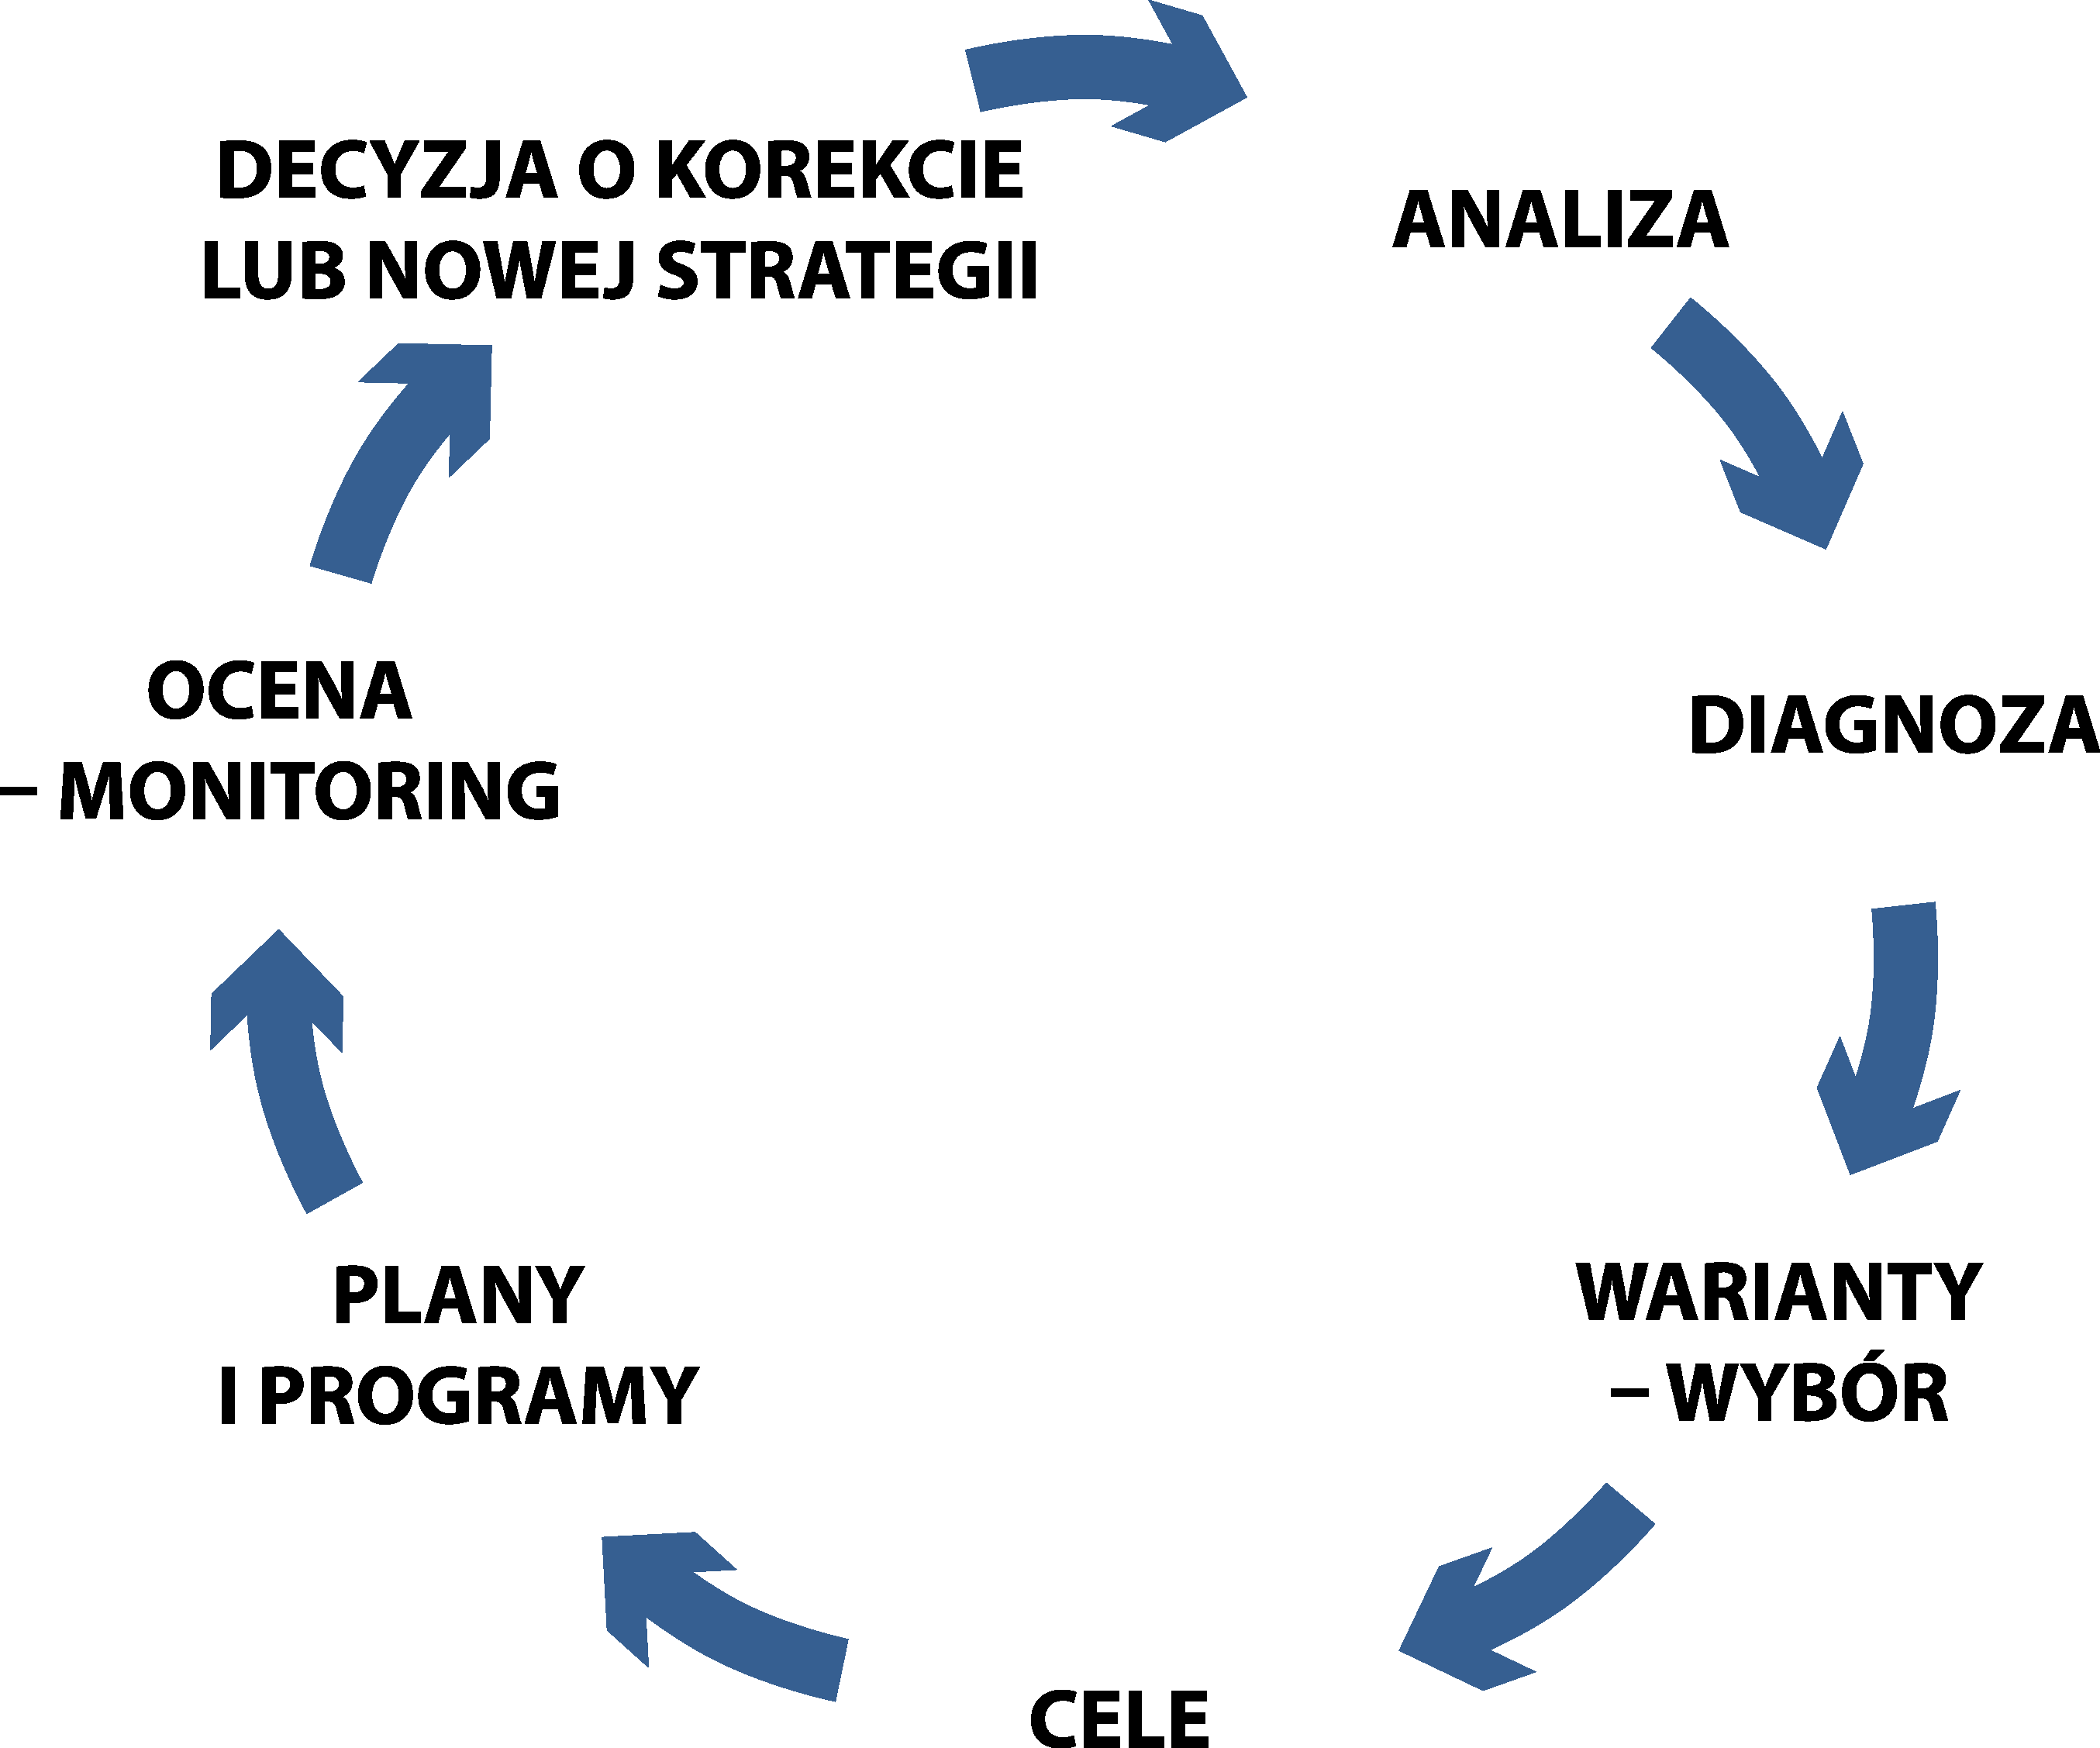 DECYZJA O KOREKCIE
LUB NOWEJ STRATEGII
ANALIZA
DIAGNOZA
WARIANTY
– WYBÓR
CELE
PLANY
I PROGRAMY
OCENA
– MONITORING